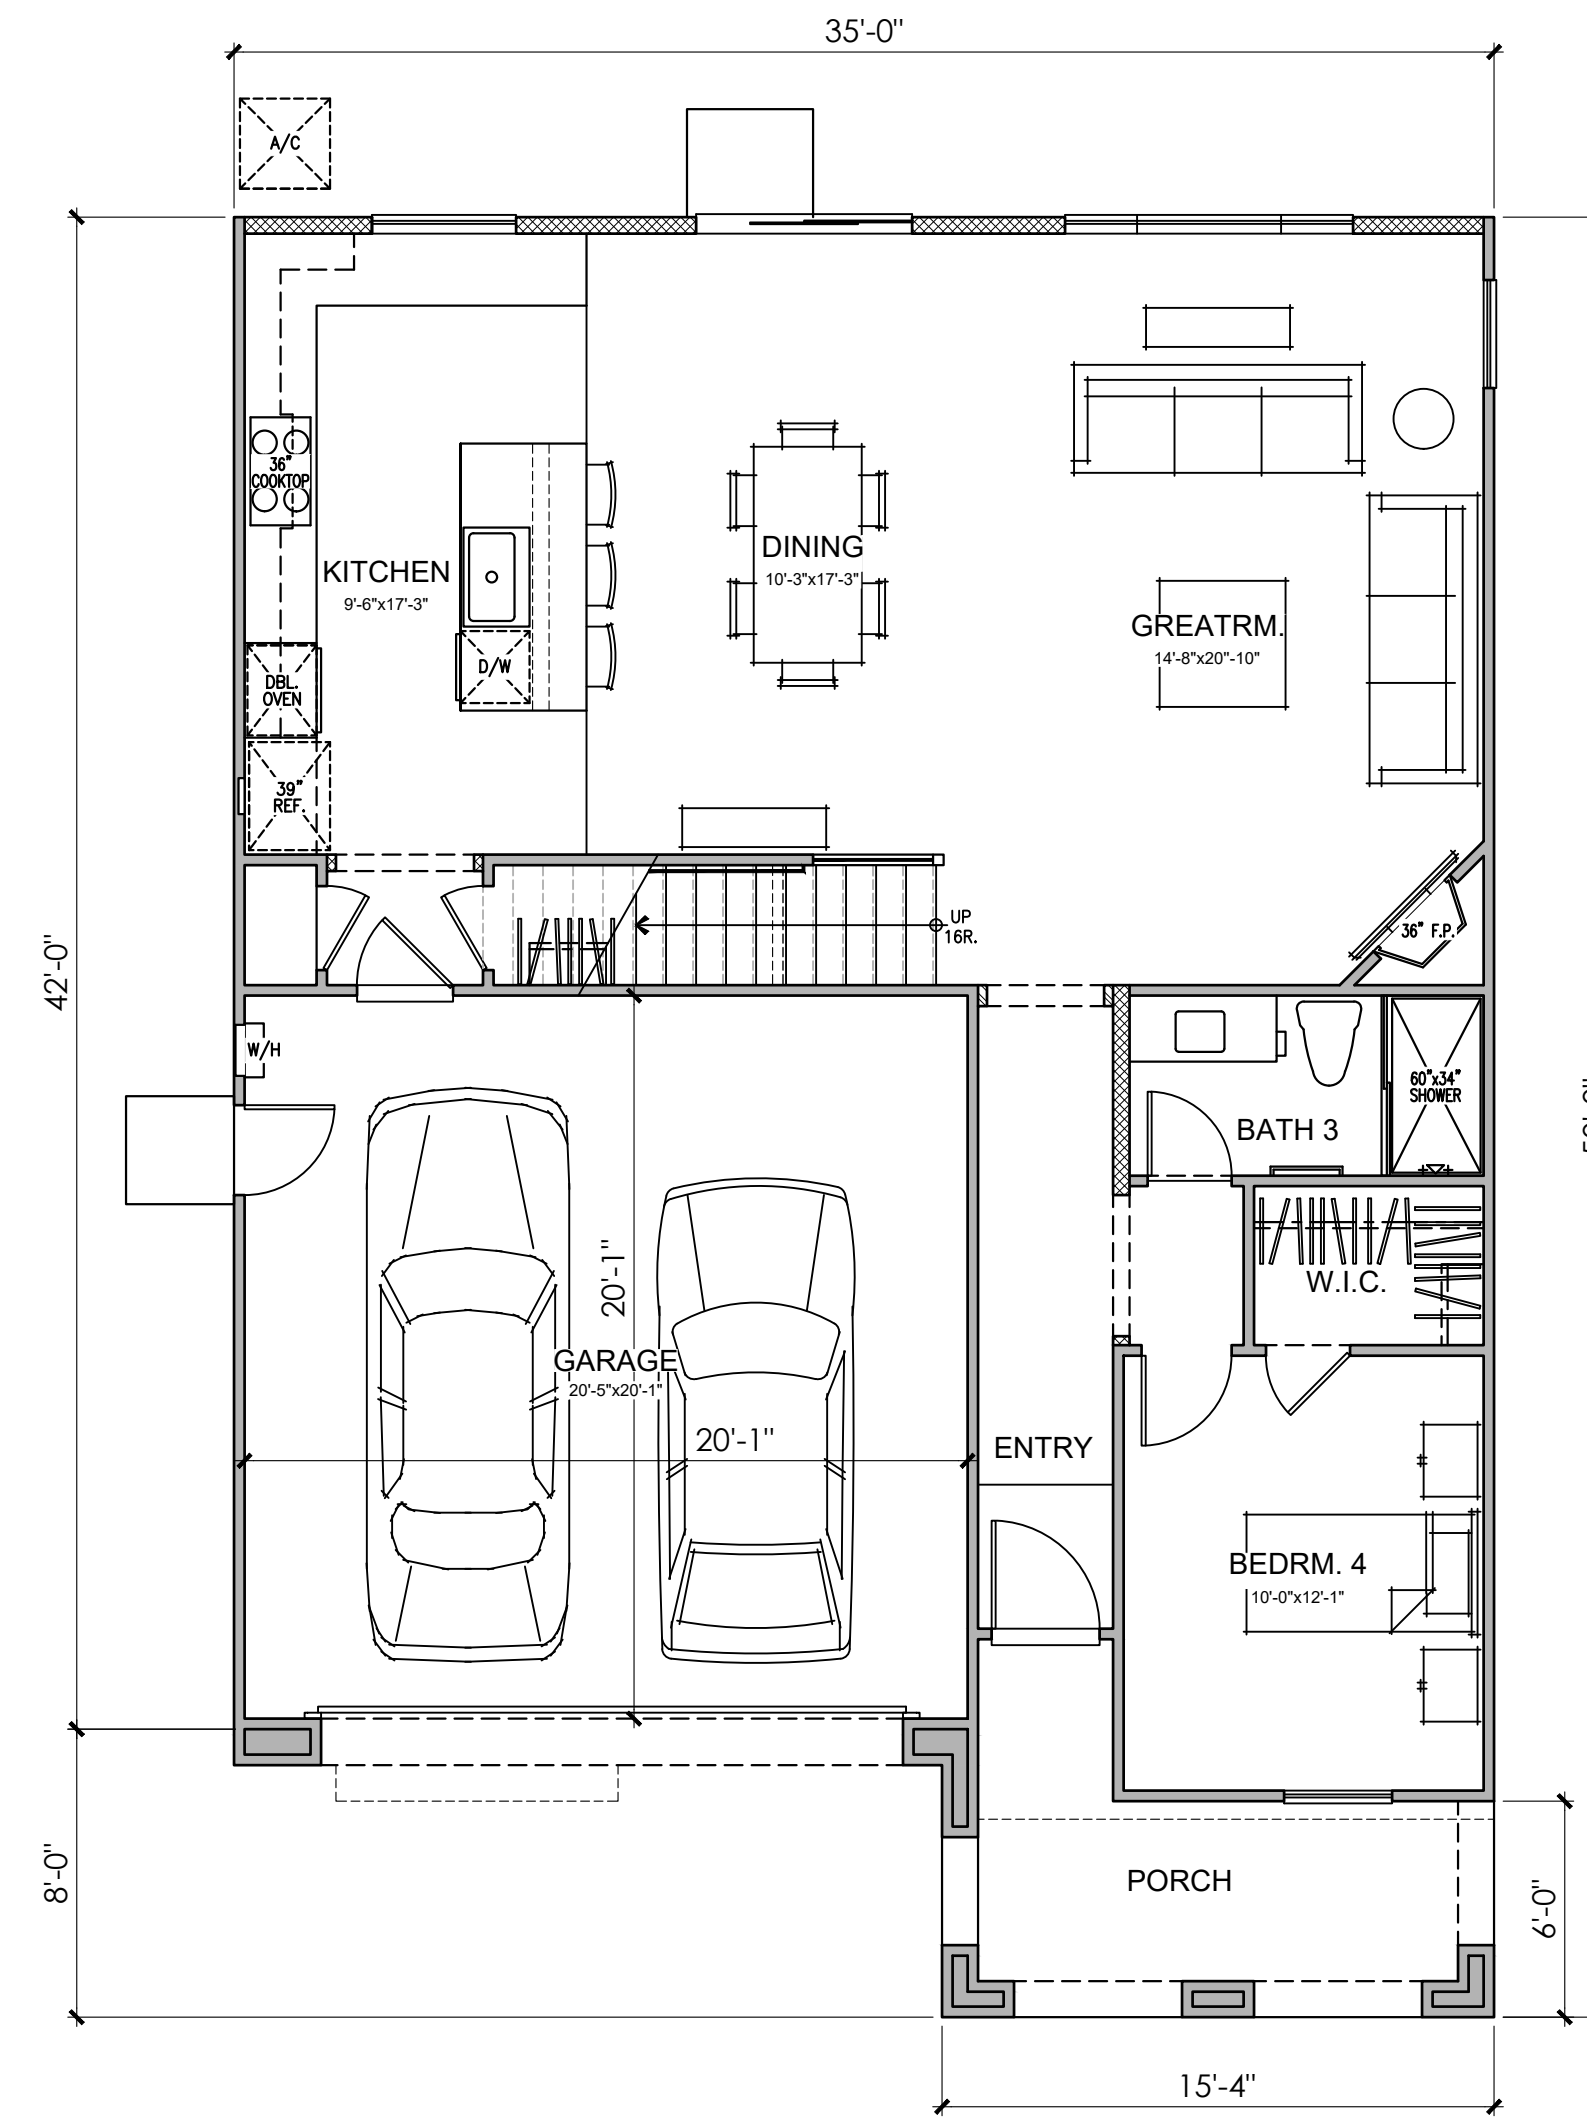 35'-0"
A/C
36"
COOKTOP
KITCHEN
9'-6"x17'-3"
DINING
10'-3"x17'-3"
GREATRM.
14'-8"x20"-10"
D/W
DBL.
OVEN
39"
REF.
UP
16R.
36" F.P.
42'-0"
W/H
60"x34"
SHOWER
BATH 3
W.I.C.
20'-1"
GARAGE
20'-5"x20'-1"
20'-1"
ENTRY
BEDRM. 4
10'-0"x12'-1"
8'-0"
PORCH
6'-0"
15'-4"